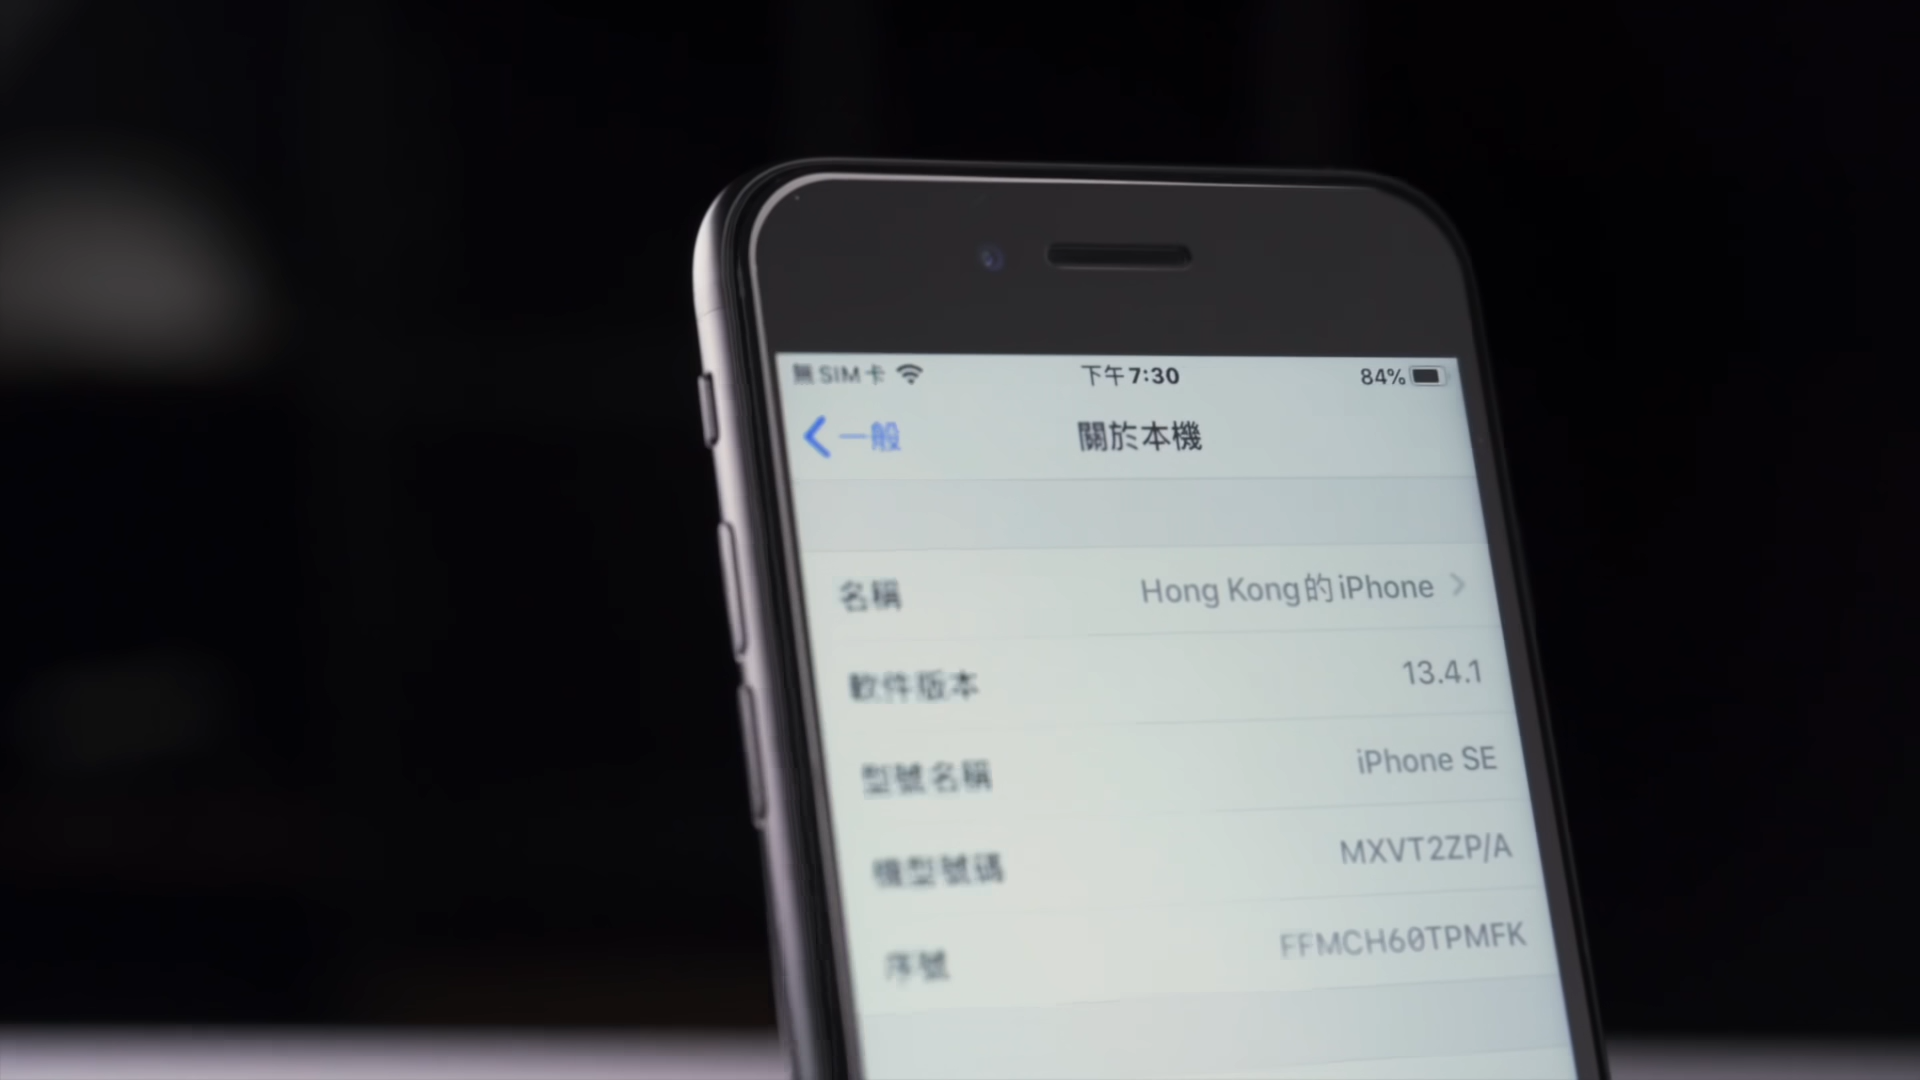 無SIM卡 下午7:30 84%
一般 關於本機
名稱 Hong Kong的iPhone
軟件版本 13.4.1
型號名稱 iPhone SE
機型號碼 MXVT2ZP/A
序號 FFMCH60TPMFK